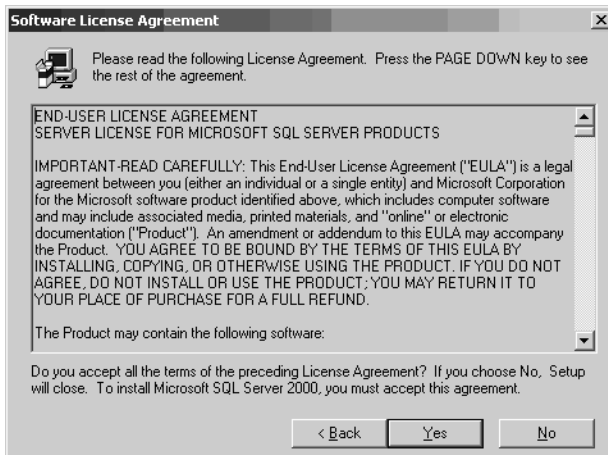 Software License Agreement
Please read the following License Agreement. Press the PAGE DOWN key to see
the rest of the agreement.
END-USER LICENSE AGREEMENT
SERVER LICENSE FOR MICROSOFT SQL SERVER PRODUCTS
IMPORTANT-READ CAREFULLY: This End-User License Agreement ("EULA") is a legal
agreement between you (either an individual or a single entity) and Microsoft Corporation
for the Microsoft software product identified above, which includes computer software
and may include associated media, printed materials, and "online" or electronic
documentation ("Product"). An amendment or addendum to this EULA may accompany
the Product. YOU AGREE TO BE BOUND BY THE TERMS OF THIS EULA BY
INSTALLING, COPYING, OR OTHERWISE USING THE PRODUCT. IF YOU DO NOT
AGREE, DO NOT INSTALL OR USE THE PRODUCT; YOU MAY RETURN IT TO
YOUR PLACE OF PURCHASE FOR A FULL REFUND.
The Product may contain the following software:
Do you accept all the terms of the preceding License Agreement? If you choose No, Setup
will close. To install Microsoft SQL Server 2000, you must accept this agreement.
< Back Yes No